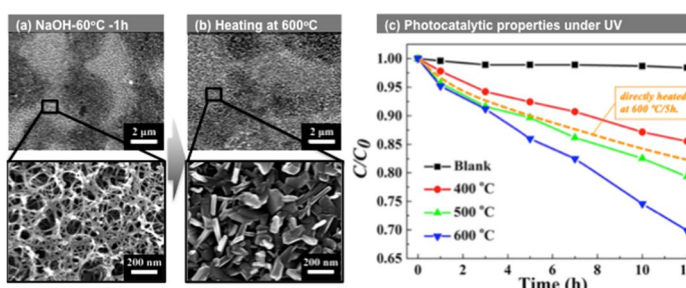 (a) NaOH-60°C -1h
(b) Heating at 600°C
(c) Photocatalytic properties under UV
2 µm
2 µm
200 nm
200 nm
1.00
0.95
0.90
0.85
0.80
0.75
0.70
0.65
C/C0
directly heated
at 600 °C/5h.
Blank
400 °C
500 °C
600 °C
0 2 4 6 8 10
Time (h)